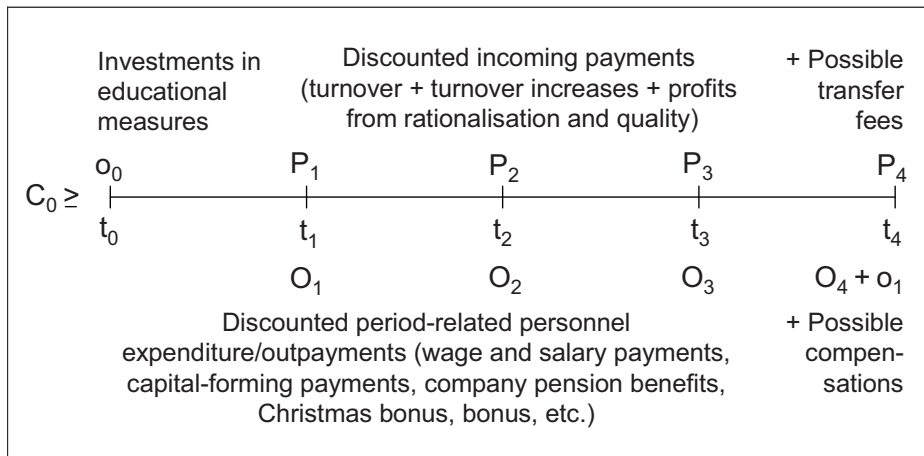 Investments in
educational
measures
Discounted incoming payments
(turnover + turnover increases + profits
from rationalisation and quality)
+ Possible
transfer
fees
o₀ P₁ P₂ P₃ P₄
C₀ ≥
t₀ t₁ t₂ t₃ t₄
O₁ O₂ O₃ O₄ + o₁
Discounted period-related personnel
expenditure/outpayments (wage and salary payments,
capital-forming payments, company pension benefits,
Christmas bonus, bonus, etc.)
+ Possible
compen-
sations